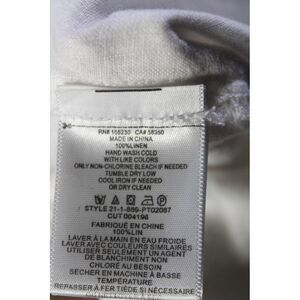 RN# 105230 CA# 58350
MADE IN CHINA
100%LINEN
HAND WASH COLD
WITH LIKE COLORS
ONLY NON-CHLORINE BLEACH IF NEEDED
TUMBLE DRY LOW
COOL IRON IF NEEDED
OR DRY CLEAN
STYLE 21-1-889-PT02087
CUT 004196
FABRIQUÉ EN CHINE
100%LIN
LAVER À LA MAIN EN EAU FROIDE
LAVER AVEC COULEURS SIMILAIRES
UTILISER SEULEMENT UN AGENT
DE BLANCHIMENT NON
CHLORÉ AU BESOIN
SÉCHER EN MACHINE À BASSE
TEMPÉRATURE
REPASSER À FER TIÈDE SI NÉCESSAIRE